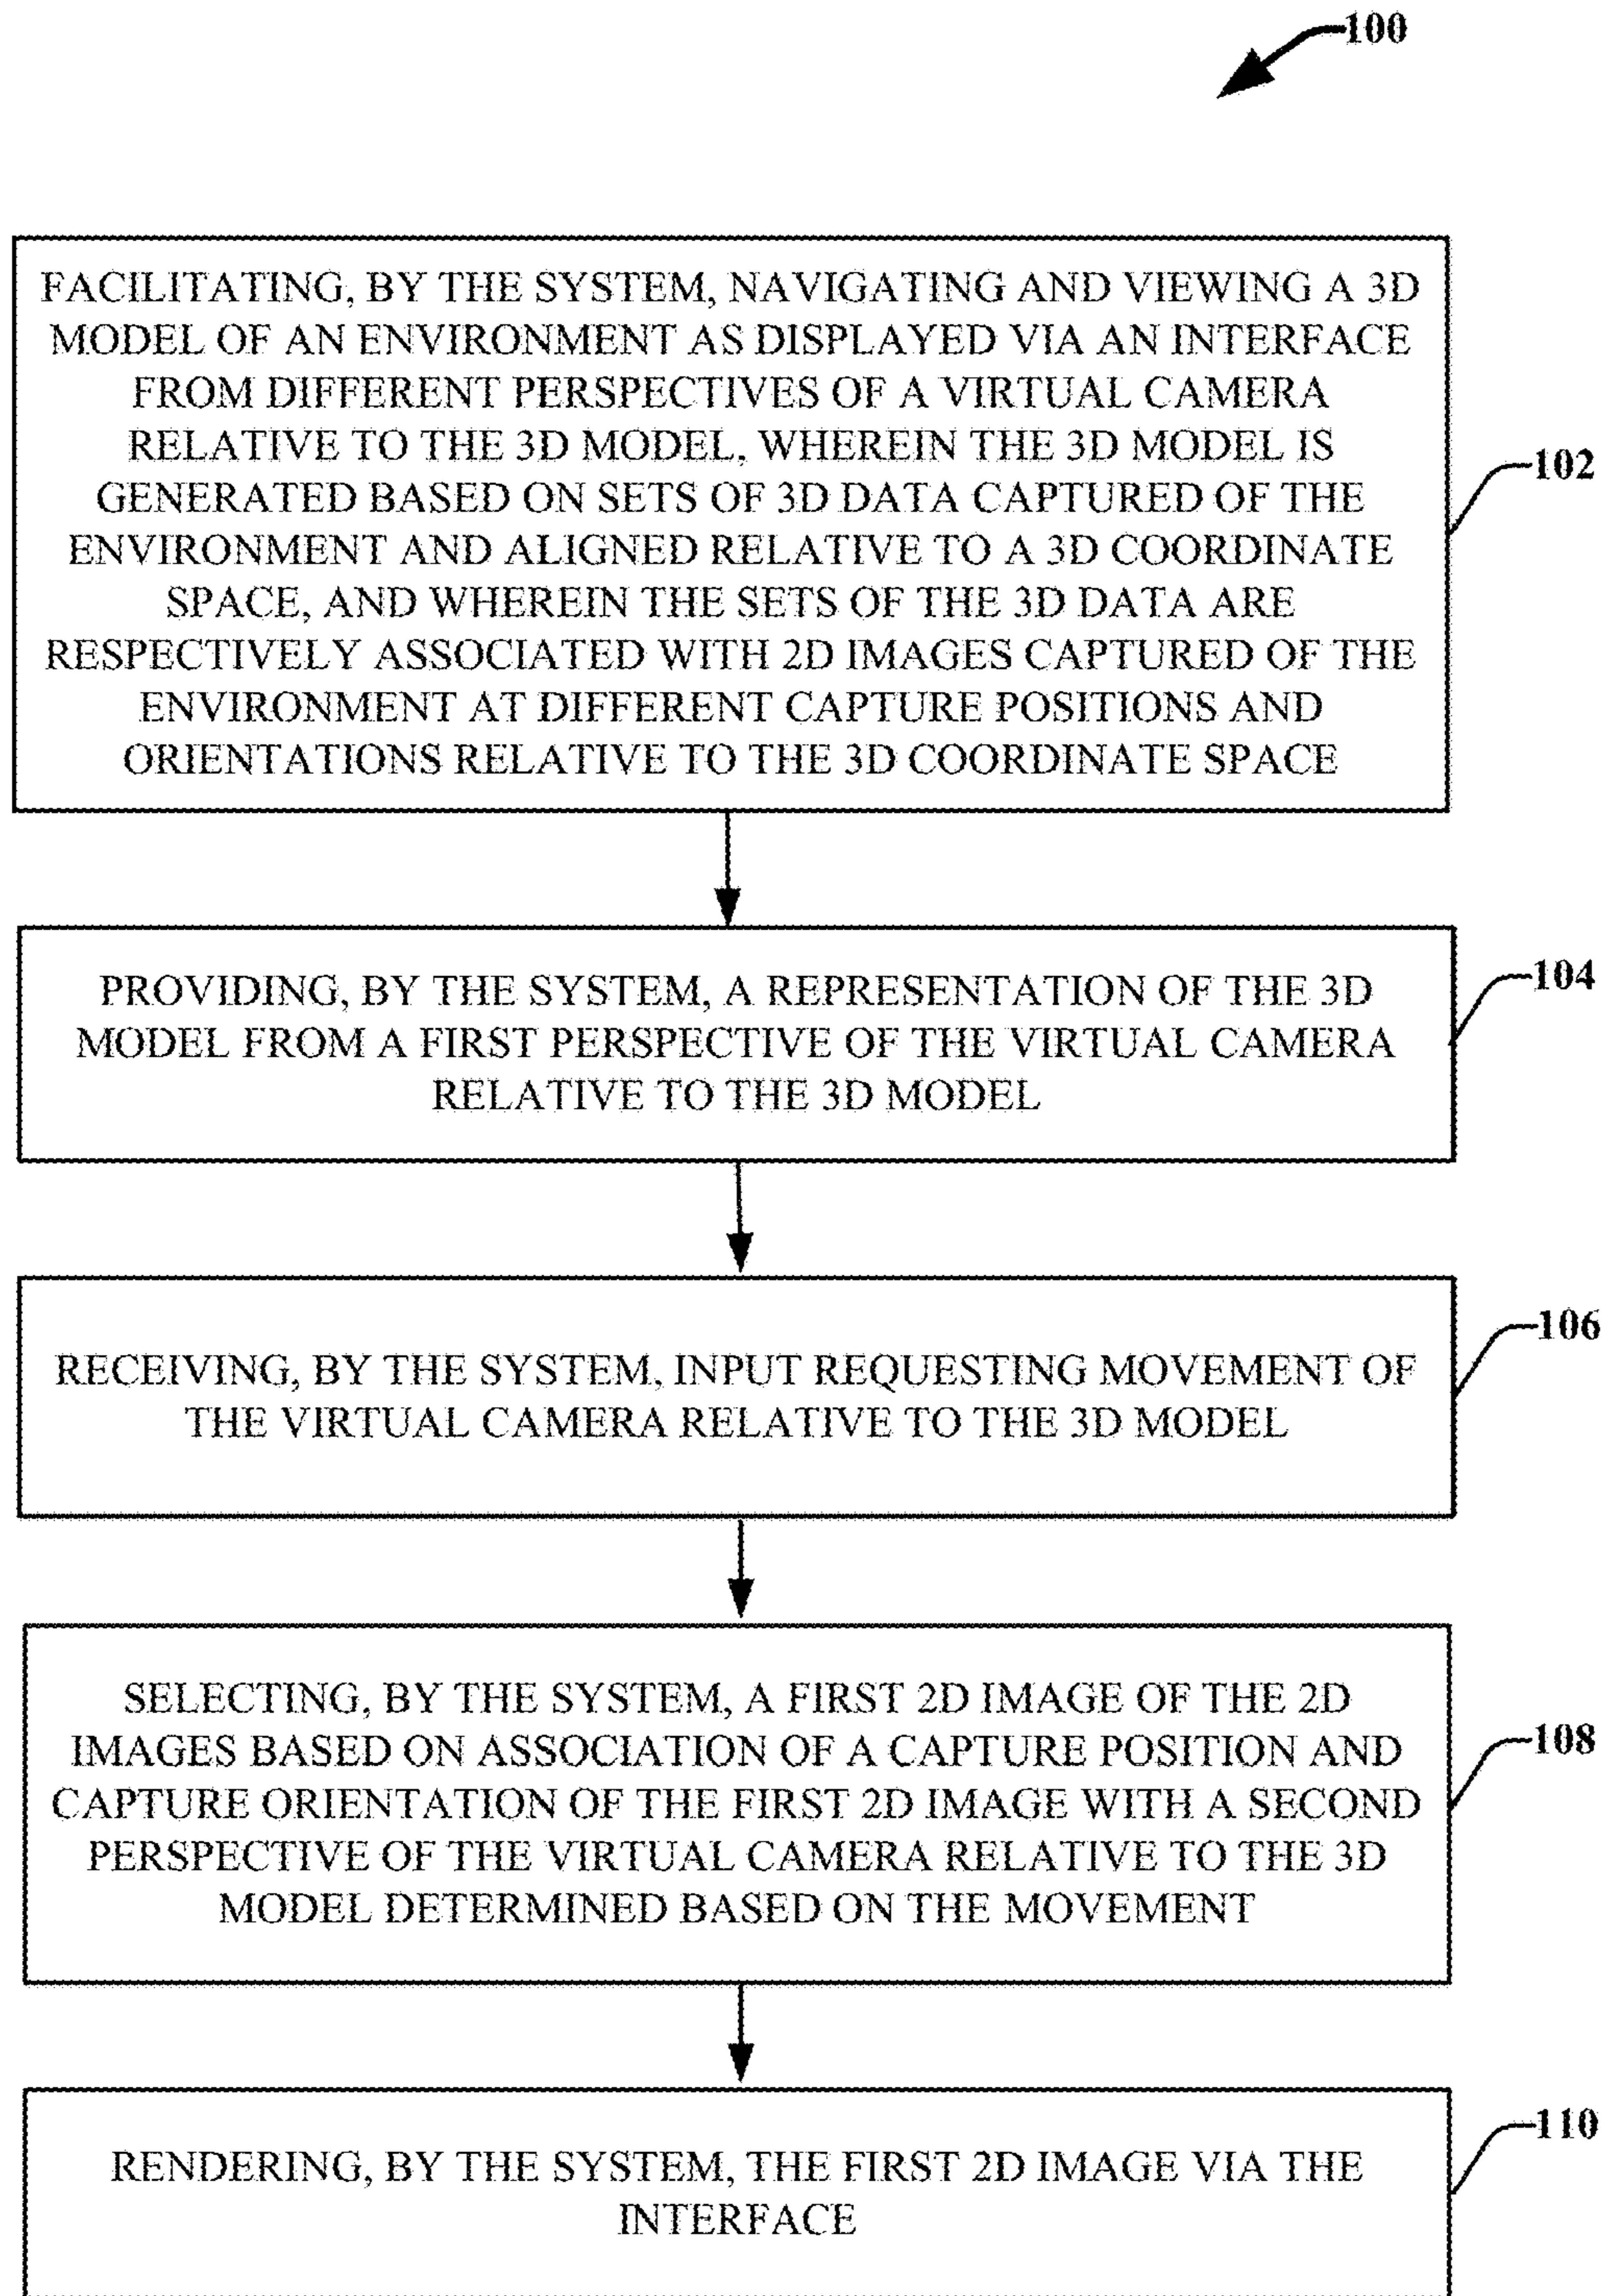 100
FACILITATING, BY THE SYSTEM, NAVIGATING AND VIEWING A 3D
MODEL OF AN ENVIRONMENT AS DISPLAYED VIA AN INTERFACE
FROM DIFFERENT PERSPECTIVES OF A VIRTUAL CAMERA
RELATIVE TO THE 3D MODEL, WHEREIN THE 3D MODEL IS
GENERATED BASED ON SETS OF 3D DATA CAPTURED OF THE
ENVIRONMENT AND ALIGNED RELATIVE TO A 3D COORDINATE
SPACE, AND WHEREIN THE SETS OF THE 3D DATA ARE
RESPECTIVELY ASSOCIATED WITH 2D IMAGES CAPTURED OF THE
ENVIRONMENT AT DIFFERENT CAPTURE POSITIONS AND
ORIENTATIONS RELATIVE TO THE 3D COORDINATE SPACE
102
PROVIDING, BY THE SYSTEM, A REPRESENTATION OF THE 3D
MODEL FROM A FIRST PERSPECTIVE OF THE VIRTUAL CAMERA
RELATIVE TO THE 3D MODEL
104
RECEIVING, BY THE SYSTEM, INPUT REQUESTING MOVEMENT OF
THE VIRTUAL CAMERA RELATIVE TO THE 3D MODEL
106
SELECTING, BY THE SYSTEM, A FIRST 2D IMAGE OF THE 2D
IMAGES BASED ON ASSOCIATION OF A CAPTURE POSITION AND
CAPTURE ORIENTATION OF THE FIRST 2D IMAGE WITH A SECOND
PERSPECTIVE OF THE VIRTUAL CAMERA RELATIVE TO THE 3D
MODEL DETERMINED BASED ON THE MOVEMENT
108
RENDERING, BY THE SYSTEM, THE FIRST 2D IMAGE VIA THE
INTERFACE
110